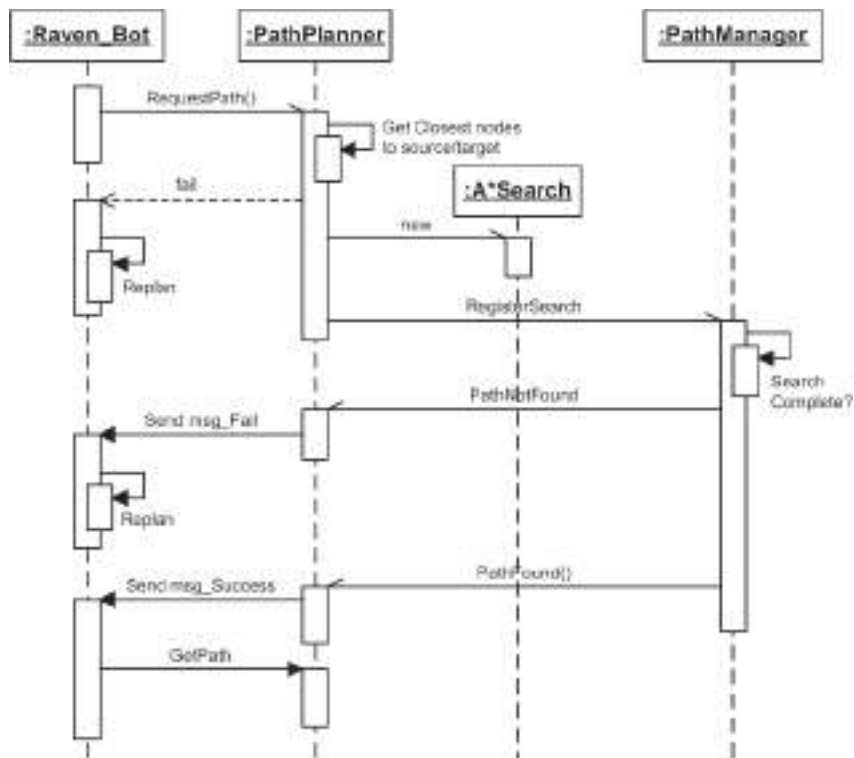 :Raven_Bot
:PathPlanner
:PathManager
RequestPath()
Get Closest nodes
to source/target
fail
:A*Search
new
Replan
RegisterSearch
Search
Complete?
PathNotFound
Send msg_Fail
Replan
PathFound()
Send msg_Success
GetPath